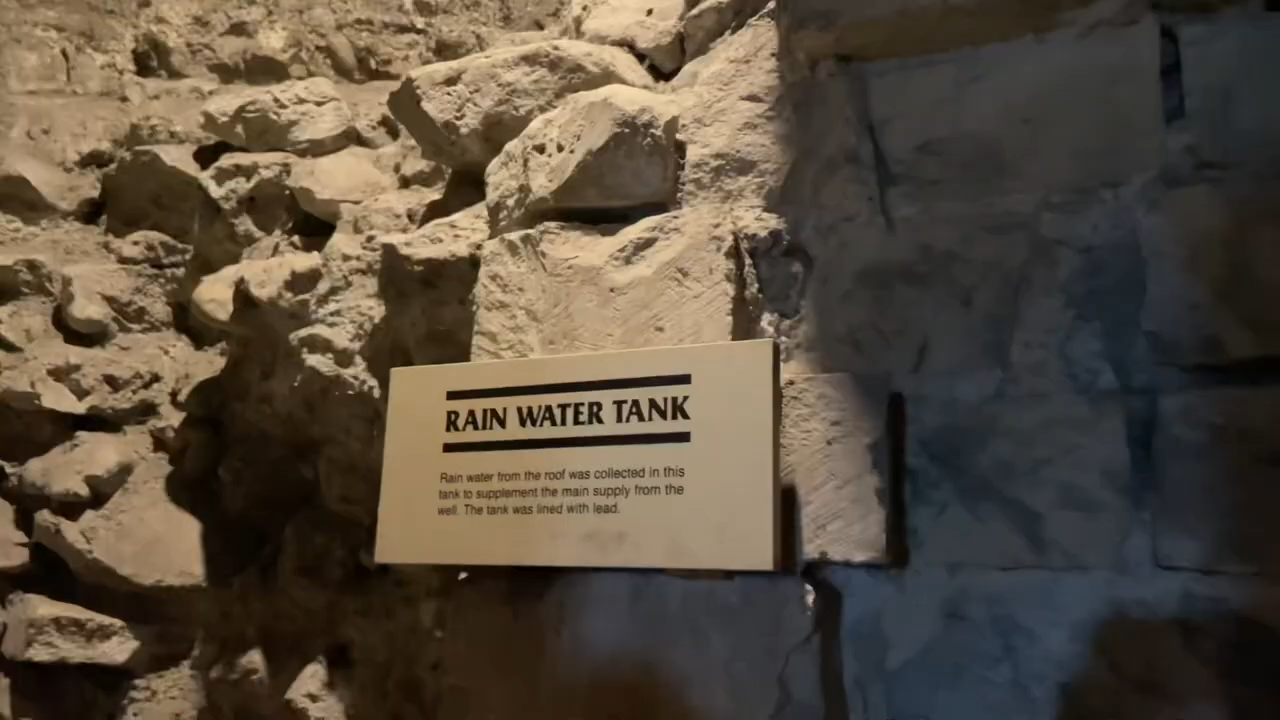 RAIN WATER TANK
Rain water from the roof was collected in this
tank to supplement the main supply from the
well. The tank was lined with lead.